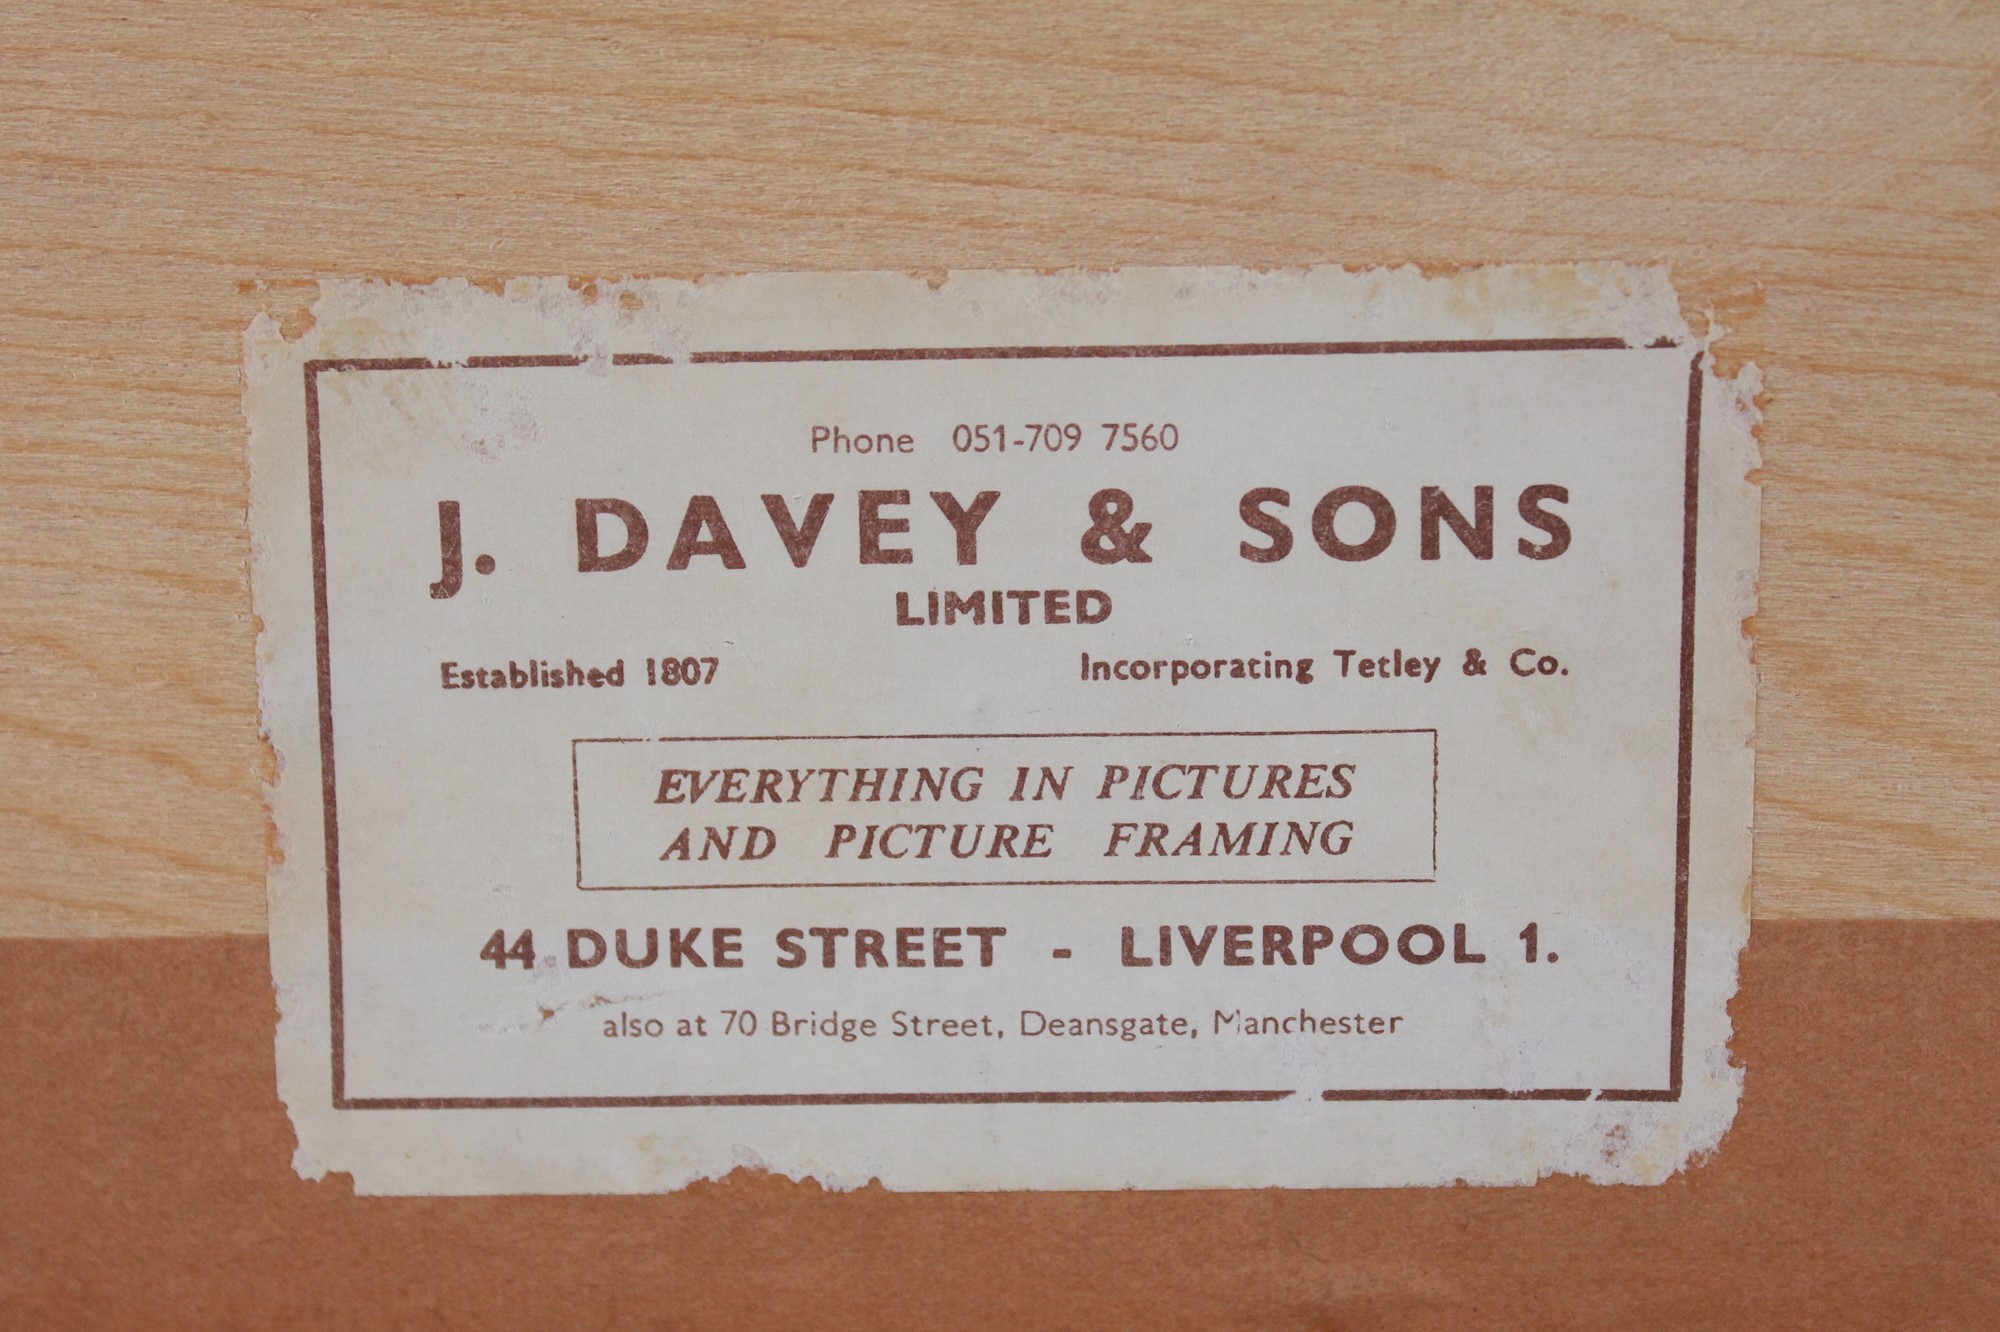 Phone 051-709 7560
J. DAVEY & SONS
LIMITED
Established 1807 Incorporating Tetley & Co.
EVERYTHING IN PICTURES
AND PICTURE FRAMING
44 DUKE STREET - LIVERPOOL 1.
also at 70 Bridge Street, Deansgate, Manchester